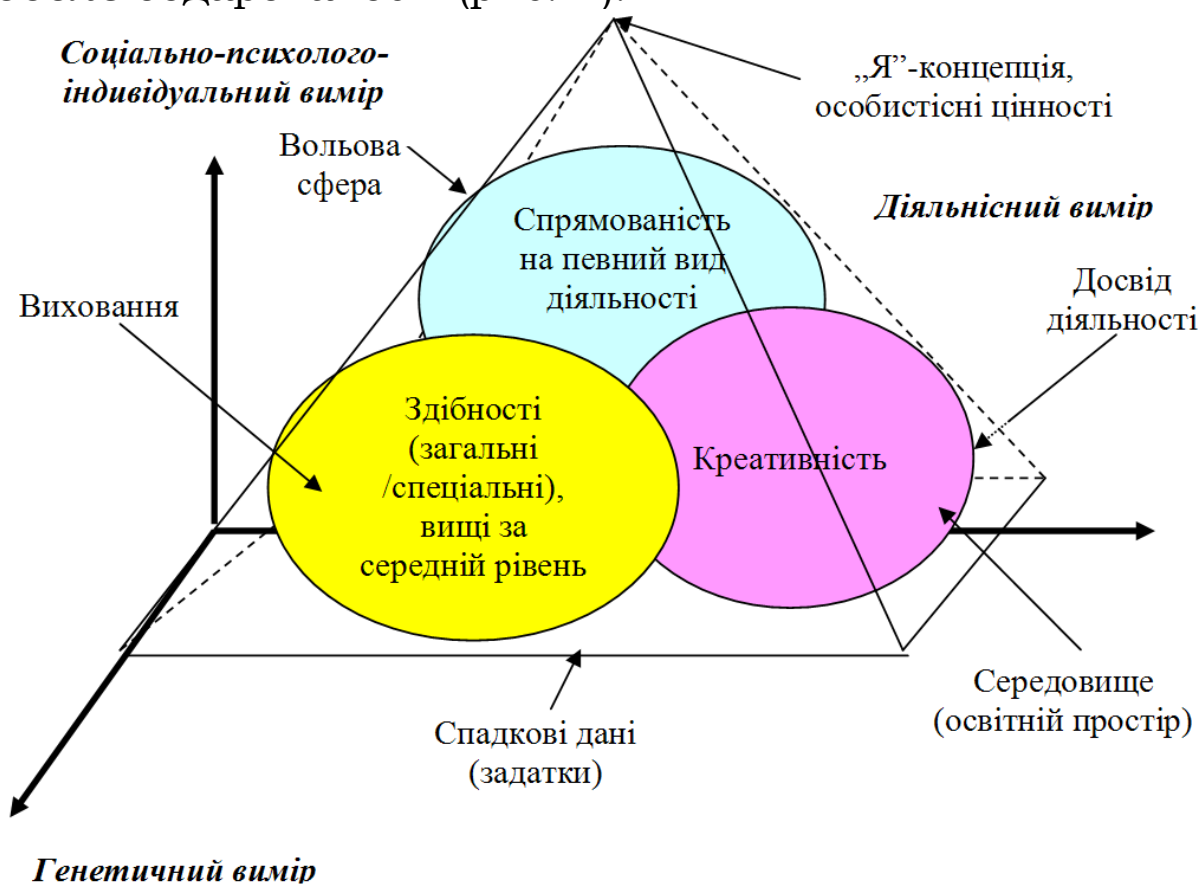 Соціально-психолого-
індивідуальний вимір
„Я”-концепція,
особистісні цінності
Вольова
сфера
Діяльнісний вимір
Спрямованість
на певний вид
діяльності
Досвід
діяльності
Виховання
Здібності
(загальні
/спеціальні),
вищі за
середній рівень
Креативність
Середовище
(освітній простір)
Спадкові дані
(задатки)
Генетичний вимір